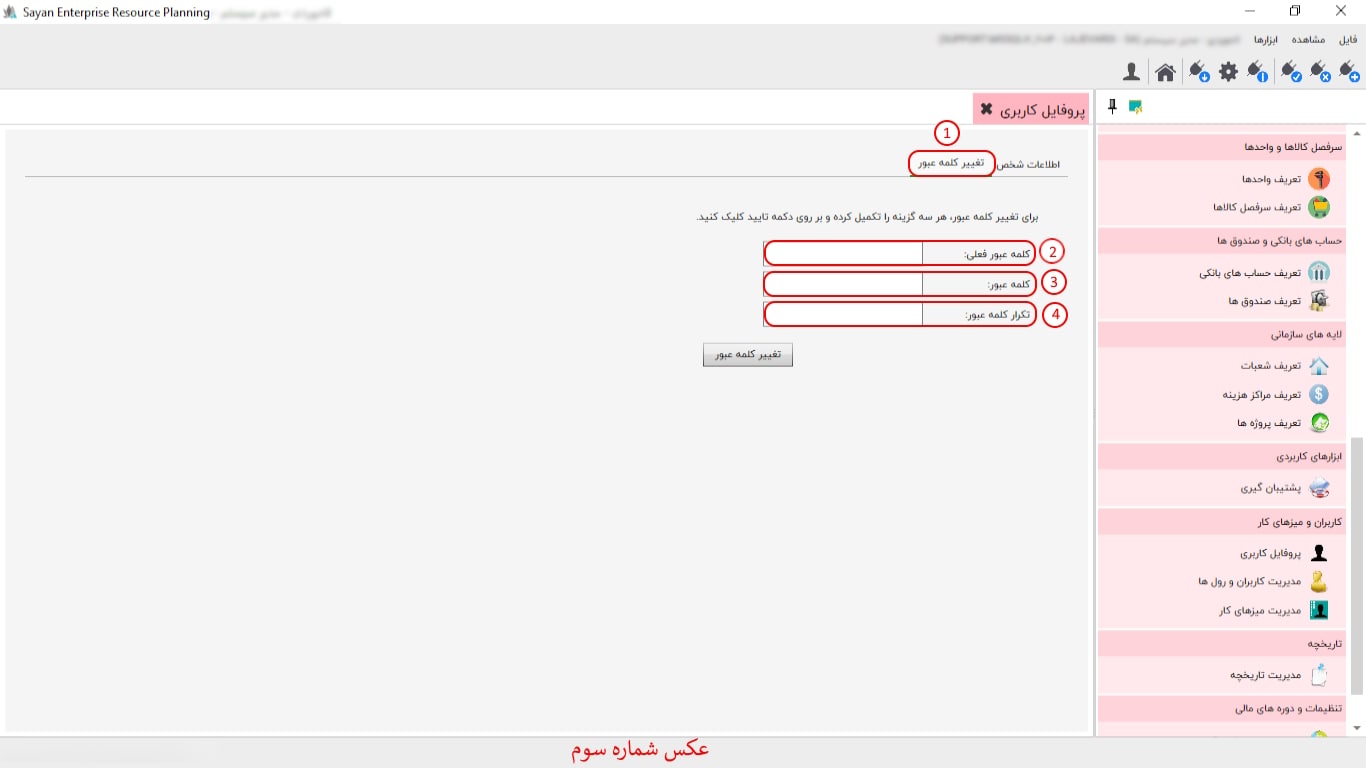 Sayan Enterprise Resource Planning
فایل مشاهده ابزارها
پروفایل کاربری
1
اطلاعات شخص تغییر کلمه عبور
برای تغییر کلمه عبور، هر سه گزینه را تکمیل کرده و بر روی دکمه تایید کلیک کنید.
کلمه عبور فعلی:
2
کلمه عبور:
3
تکرار کلمه عبور:
4
تغییر کلمه عبور
سرفصل کالاها و واحدها
تعریف واحدها
تعریف سرفصل کالاها
حساب های بانکی و صندوق ها
تعریف حساب های بانکی
تعریف صندوق ها
لایه های سازمانی
تعریف شعبات
تعریف مراکز هزینه
تعریف پروژه ها
ابزارهای کاربردی
پشتیبان گیری
کاربران و میزهای کار
پروفایل کاربری
مدیریت کاربران و رول ها
مدیریت میزهای کار
تاریخچه
مدیریت تاریخچه
تنظیمات و دوره های مالی
عکس شماره سوم